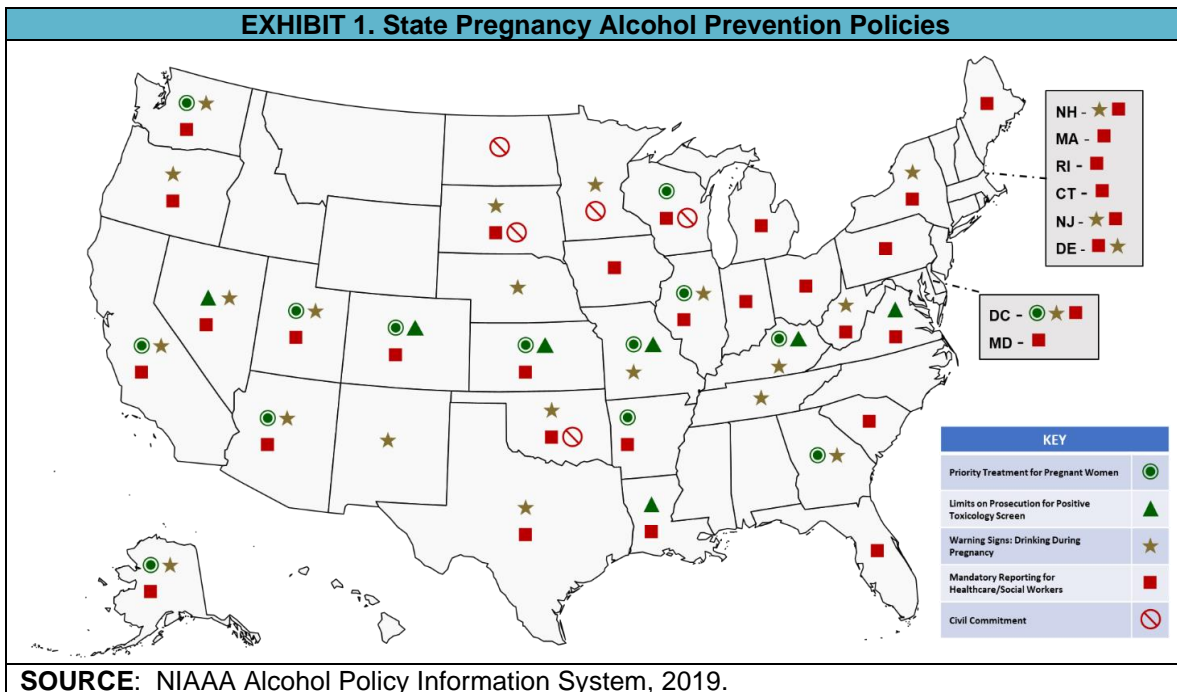 EXHIBIT 1. State Pregnancy Alcohol Prevention Policies
NH -
MA -
RI -
CT -
NJ -
DE -
DC -
MD -
KEY
Priority Treatment for Pregnant Women
Limits on Prosecution for Positive
Toxicology Screen
Warning Signs: Drinking During
Pregnancy
Mandatory Reporting for
Healthcare/Social Workers
Civil Commitment
SOURCE: NIAAA Alcohol Policy Information System, 2019.